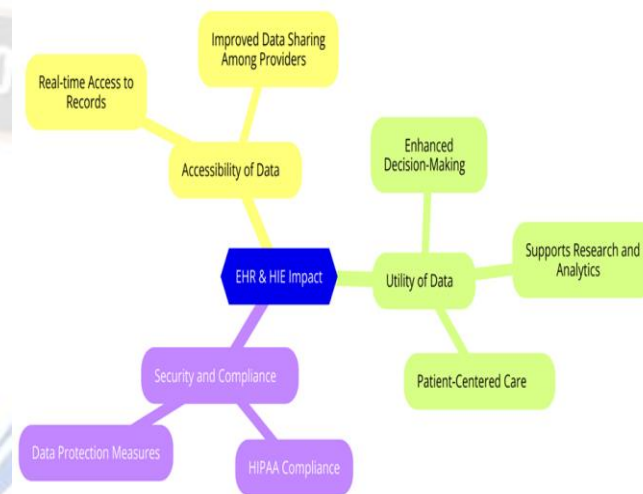 Improved Data Sharing
Among Providers
Real-time Access to
Records
Accessibility of Data
Enhanced
Decision-Making
Supports Research and
Analytics
EHR & HIE Impact
Utility of Data
Patient-Centered Care
Security and Compliance
Data Protection Measures
HIPAA Compliance